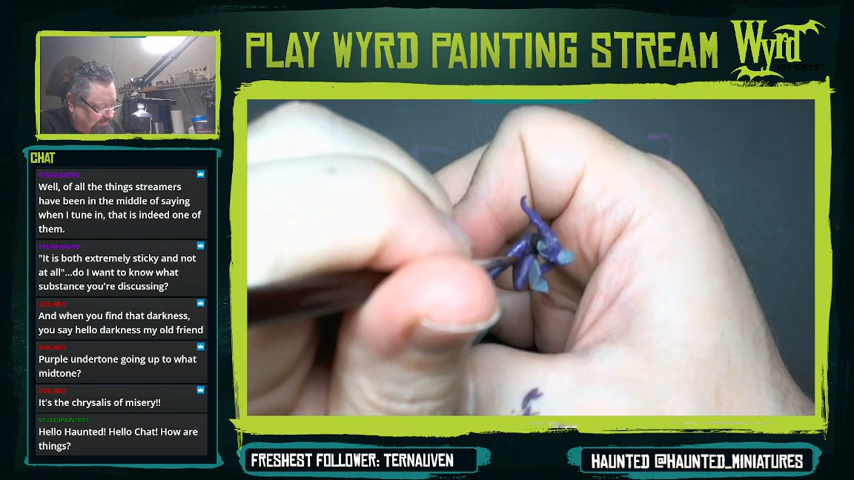 PLAY WYRD PAINTING STREAM
Wyrd
CHAT
Well, of all the things streamers
have been in the middle of saying
when I tune in, that is indeed one of
them.
"It is both extremely sticky and not
at all"...do I want to know what
substance you're discussing?
And when you find that darkness,
you say hello darkness my old friend
Purple undertone going up to what
midtone?
It's the chrysalis of misery!!
Hello Haunted! Hello Chat! How are
things?
FRESHEST FOLLOWER: TERNAUVEN
HAUNTED @HAUNTED_MINIATURES